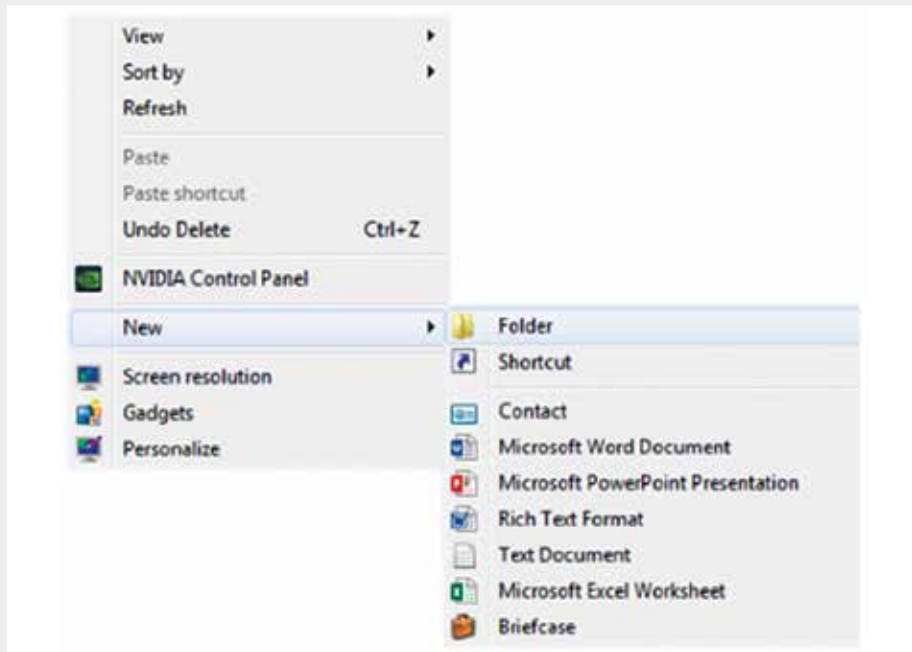 View
Sort by
Refresh
Paste
Paste shortcut
Undo Delete Ctrl+Z
NVIDIA Control Panel
New
Screen resolution
Gadgets
Personalize
Folder
Shortcut
Contact
Microsoft Word Document
Microsoft PowerPoint Presentation
Rich Text Format
Text Document
Microsoft Excel Worksheet
Briefcase